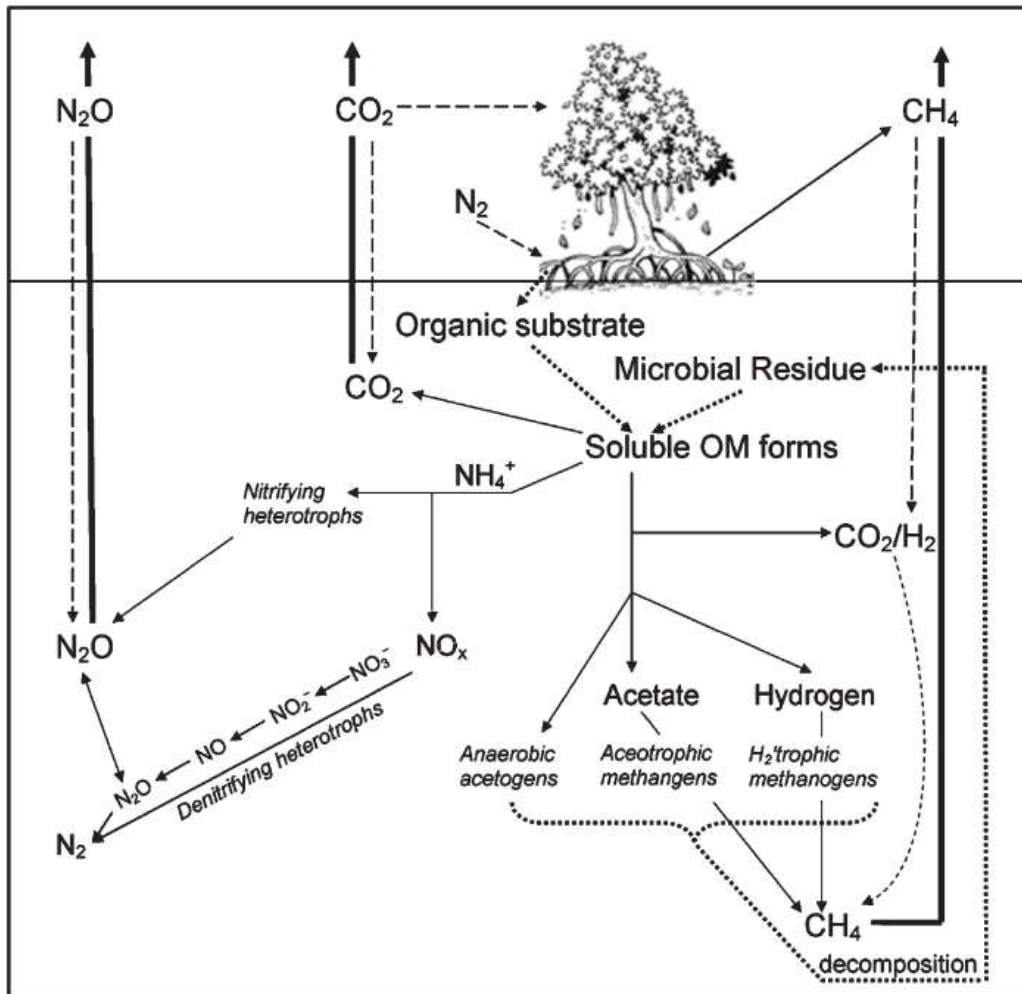 N₂O
CO₂
CH₄
N₂
Organic substrate
Microbial Residue
CO₂
Soluble OM forms
NH₄⁺
Nitrifying
heterotrophs
CO₂/H₂
N₂O
NOₓ
NO₃⁻
NO₂⁻
NO
N₂O
Denitrifying heterotrophs
N₂
Acetate
Hydrogen
Anaerobic
acetogens
Aceotrophic
methangens
H₂'trophic
methanogens
CH₄
decomposition